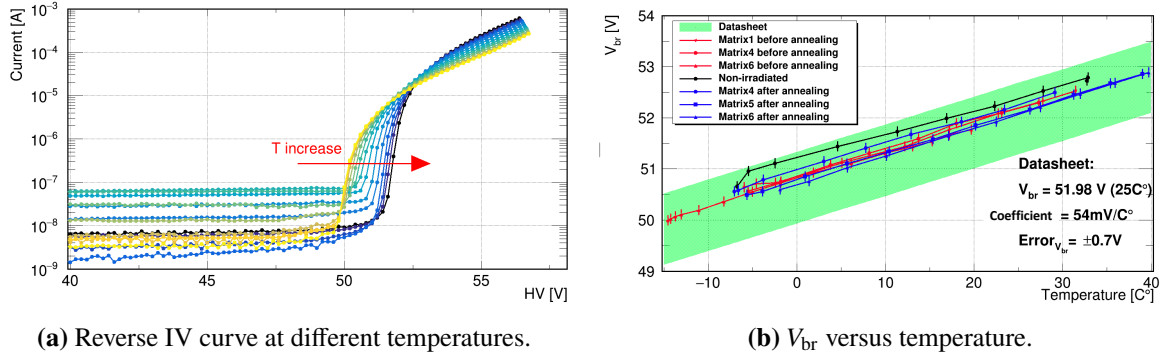 Current [A]
10⁻³
10⁻⁴
10⁻⁵
10⁻⁶
10⁻⁷
10⁻⁸
10⁻⁹
T increase
40 45 50 55
HV [V]
(a) Reverse IV curve at different temperatures.
V_br [V]
54
53
52
51
50
49
Datasheet
Matrix1 before annealing
Matrix4 before annealing
Matrix6 before annealing
Non-irradiated
Matrix4 after annealing
Matrix5 after annealing
Matrix6 after annealing
Datasheet:
V_br = 51.98 V (25C°)
Coefficient = 54mV/C°
Error_V_br = ±0.7V
−10 0 10 20 30 40
Temperature [C°]
(b) V_br versus temperature.